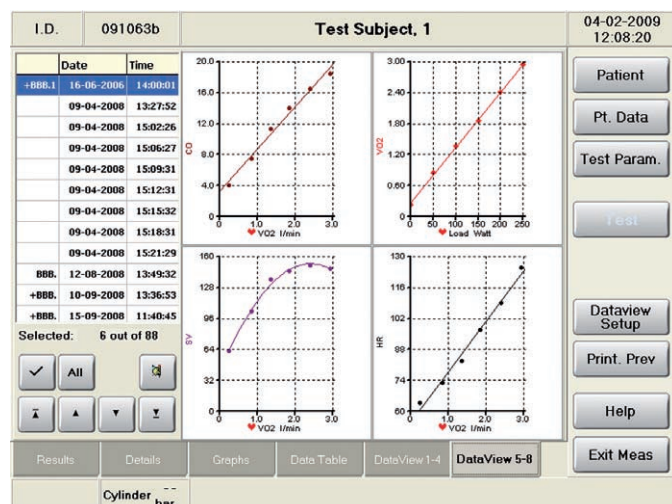 I.D.
091063b
Test Subject, 1
04-02-2009
12:08:20
Date Time
+BBB.1 16-06-2006 14:00:01
09-04-2008 13:27:52
09-04-2008 15:02:26
09-04-2008 15:06:27
09-04-2008 15:09:31
09-04-2008 15:12:31
09-04-2008 15:15:32
09-04-2008 15:18:31
09-04-2008 15:21:29
BBB. 12-08-2008 13:49:32
+BBB. 10-09-2008 13:36:53
+BBB. 15-09-2008 11:40:45
Selected: 6 out of 88
All
20.0
16.0
12.0
8.0
4.0
0
CO
0 1.0 2.0 3.0
VO2 l/min
3.00
2.40
1.80
1.20
0.60
0
VO2
0 50 100 150 200 250
Load Watt
160
128
96
64
32
0
SV
0 1.0 2.0 3.0
VO2 l/min
130
116
102
88
74
60
HR
0 1.0 2.0 3.0
VO2 l/min
Patient
Pt. Data
Test Param.
Test
Dataview
Setup
Print. Prev
Help
Exit Meas
Results
Details
Graphs
Data Table
DataView 1-4
DataView 5-8
Cylinder --
bar